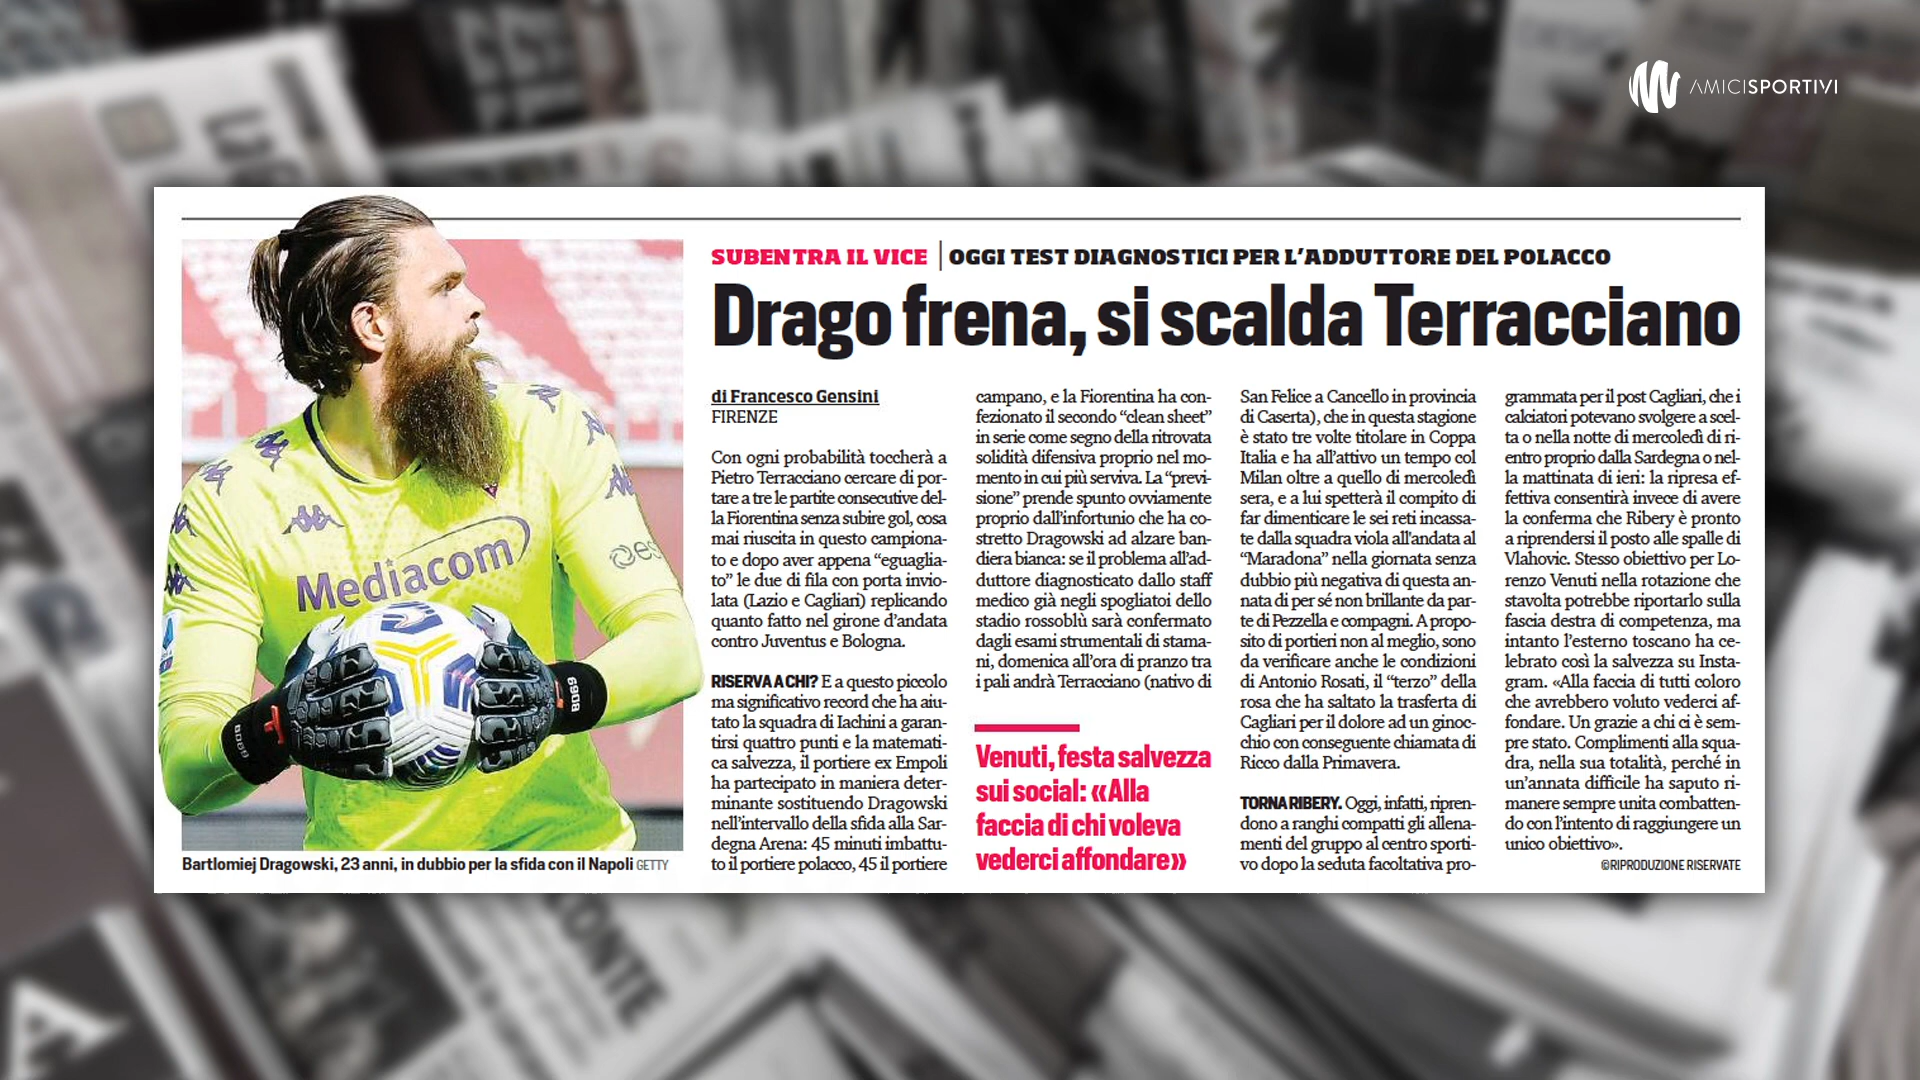 AMICISPORTIVI
SUBENTRA IL VICE | OGGI TEST DIAGNOSTICI PER L'ADDUTTORE DEL POLACCO
Drago frena, si scalda Terracciano
Mediacom
Bartlomiej Dragowski, 23 anni, in dubbio per la sfida con il Napoli GETTY
di Francesco Gensini
FIRENZE
Con ogni probabilità toccherà a
Pietro Terracciano cercare di por-
tare a tre le partite consecutive del-
la Fiorentina senza subire gol, cosa
mai riuscita in questo campiona-
to e dopo aver appena “eguaglia-
to” le due di fila con porta invio-
lata (Lazio e Cagliari) replicando
quanto fatto nel girone d'andata
contro Juventus e Bologna.
RISERVA A CHI? E a questo piccolo
ma significativo record che ha aiu-
tato la squadra di Iachini a garan-
tirsi quattro punti e la matemati-
ca salvezza, il portiere ex Empoli
ha partecipato in maniera deter-
minante sostituendo Dragowski
nell'intervallo della sfida alla Sar-
degna Arena: 45 minuti imbattu-
to il portiere polacco, 45 il portiere
campano, e la Fiorentina ha con-
fezionato il secondo “clean sheet”
in serie come segno della ritrovata
solidità difensiva proprio nel mo-
mento in cui più serviva. La “previ-
sione” prende spunto ovviamente
proprio dall'infortunio che ha co-
stretto Dragowski ad alzare ban-
diera bianca: se il problema all'ad-
duttore diagnosticato dallo staff
medico già negli spogliatoi dello
stadio rossoblù sarà confermato
dagli esami strumentali di stama-
ni, domenica all'ora di pranzo tra
i pali andrà Terracciano (nativo di
Venuti, festa salvezza
sui social: «Alla
faccia di chi voleva
vederci affondare»
San Felice a Cancello in provincia
di Caserta), che in questa stagione
è stato tre volte titolare in Coppa
Italia e ha all'attivo un tempo col
Milan oltre a quello di mercoledì
sera, e a lui spetterà il compito di
far dimenticare le sei reti incassa-
te dalla squadra viola all'andata al
“Maradona” nella giornata senza
dubbio più negativa di questa an-
nata di per sé non brillante da par-
te di Pezzella e compagni. A propo-
sito di portieri non al meglio, sono
da verificare anche le condizioni
di Antonio Rosati, il “terzo” della
rosa che ha saltato la trasferta di
Cagliari per il dolore ad un ginoc-
chio con conseguente chiamata di
Ricco dalla Primavera.
TORNA RIBERY. Oggi, infatti, ripren-
dono a ranghi compatti gli allena-
menti del gruppo al centro sporti-
vo dopo la seduta facoltativa pro-
grammata per il post Cagliari, che i
calciatori potevano svolgere a scel-
ta o nella notte di mercoledì di ri-
entro proprio dalla Sardegna o nel-
la mattinata di ieri: la ripresa ef-
fettiva consentirà invece di avere
la conferma che Ribery è pronto
a riprendersi il posto alle spalle di
Vlahovic. Stesso obiettivo per Lo-
renzo Venuti nella rotazione che
stavolta potrebbe riportarlo sulla
fascia destra di competenza, ma
intanto l'esterno toscano ha ce-
lebrato così la salvezza su Insta-
gram. «Alla faccia di tutti coloro
che avrebbero voluto vederci af-
fondare. Un grazie a chi ci è sem-
pre stato. Complimenti alla squa-
dra, nella sua totalità, perché in
un'annata difficile ha saputo ri-
manere sempre unita combatten-
do con l'intento di raggiungere un
unico obiettivo».
©RIPRODUZIONE RISERVATE